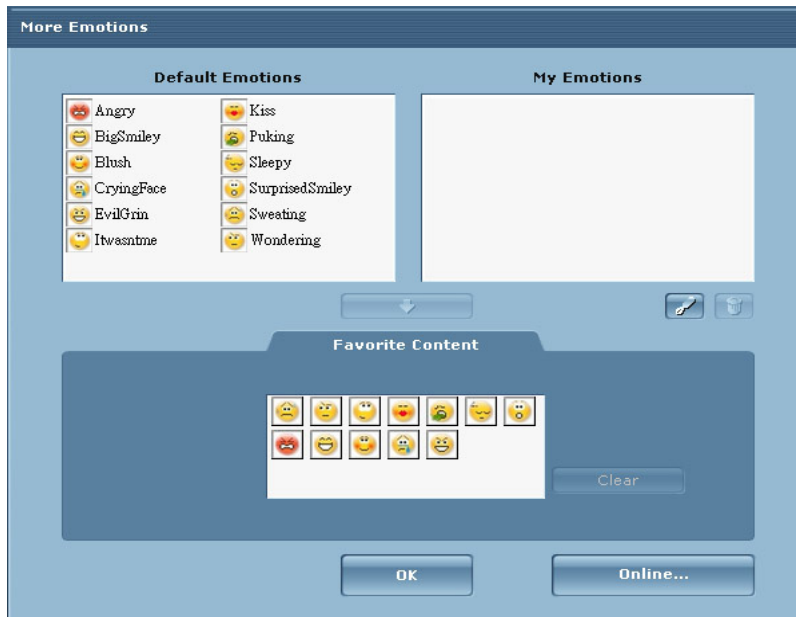 More Emotions
Default Emotions
My Emotions
Angry
BigSmiley
Blush
CryingFace
EvilGrin
Itwasntme
Kiss
Puking
Sleepy
SurprisedSmiley
Sweating
Wondering
Favorite Content
Clear
OK
Online...